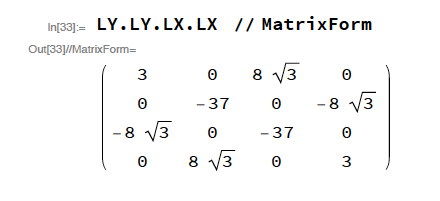 In[33]:= LY.LY.LX.LX // MatrixForm
Out[33]//MatrixForm=
3 0 8 √3 0
0 -37 0 -8 √3
-8 √3 0 -37 0
0 8 √3 0 3